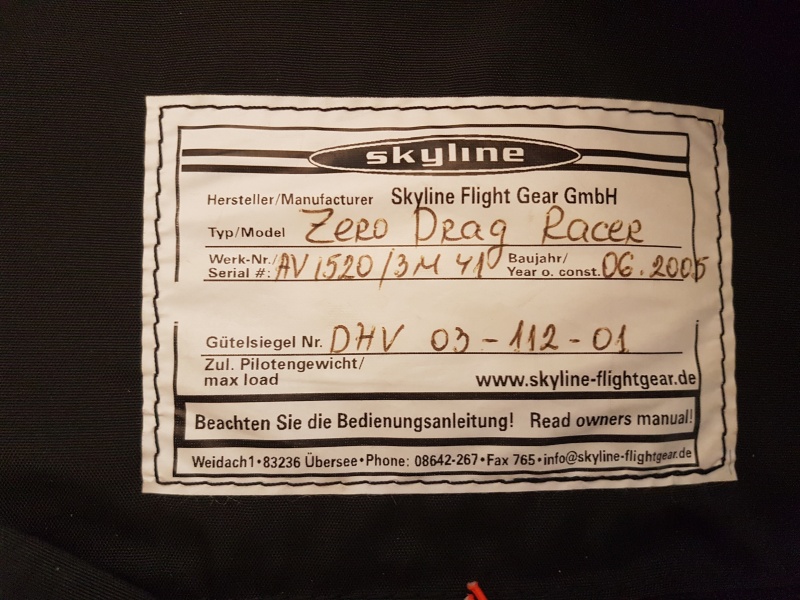 skyline
Hersteller/Manufacturer Skyline Flight Gear GmbH
Typ/Model Zero Drag Racer
Werk-Nr./ Serial #: AV 1520/3M 41 Baujahr/ Year o. const. 06.2005
Gütelsiegel Nr. DHV 03-112-01
Zul. Pilotengewicht/
max load www.skyline-flightgear.de
Beachten Sie die Bedienungsanleitung! Read owners manual!
Weidach1•83236 Übersee•Phone: 08642-267•Fax 765•info@skyline-flightgear.de